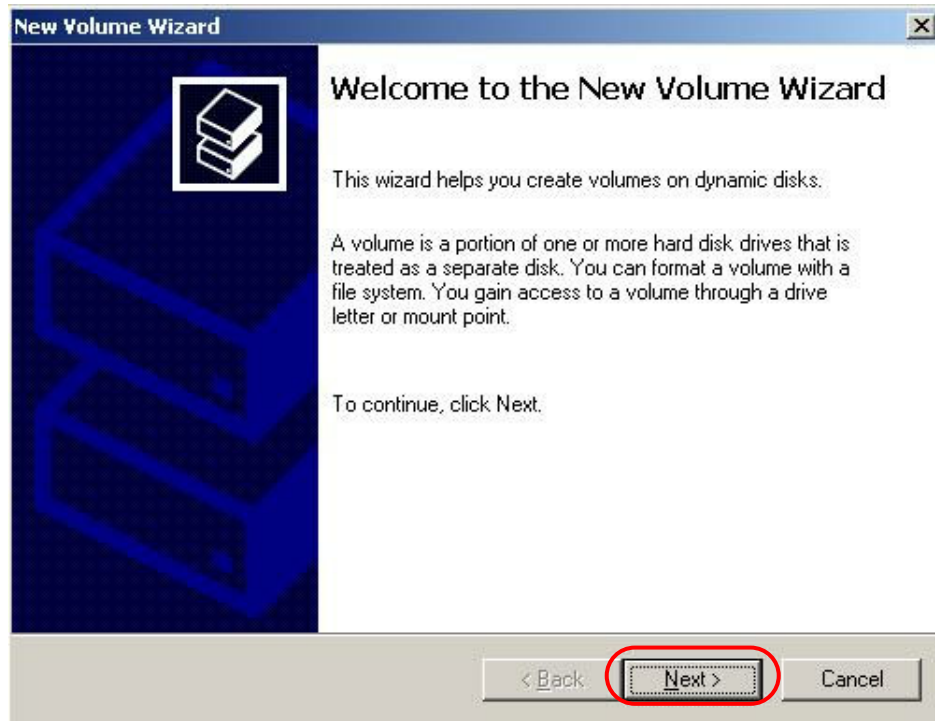 New Volume Wizard
Welcome to the New Volume Wizard
This wizard helps you create volumes on dynamic disks.
A volume is a portion of one or more hard disk drives that is
treated as a separate disk. You can format a volume with a
file system. You gain access to a volume through a drive
letter or mount point.
To continue, click Next.
< Back Next > Cancel